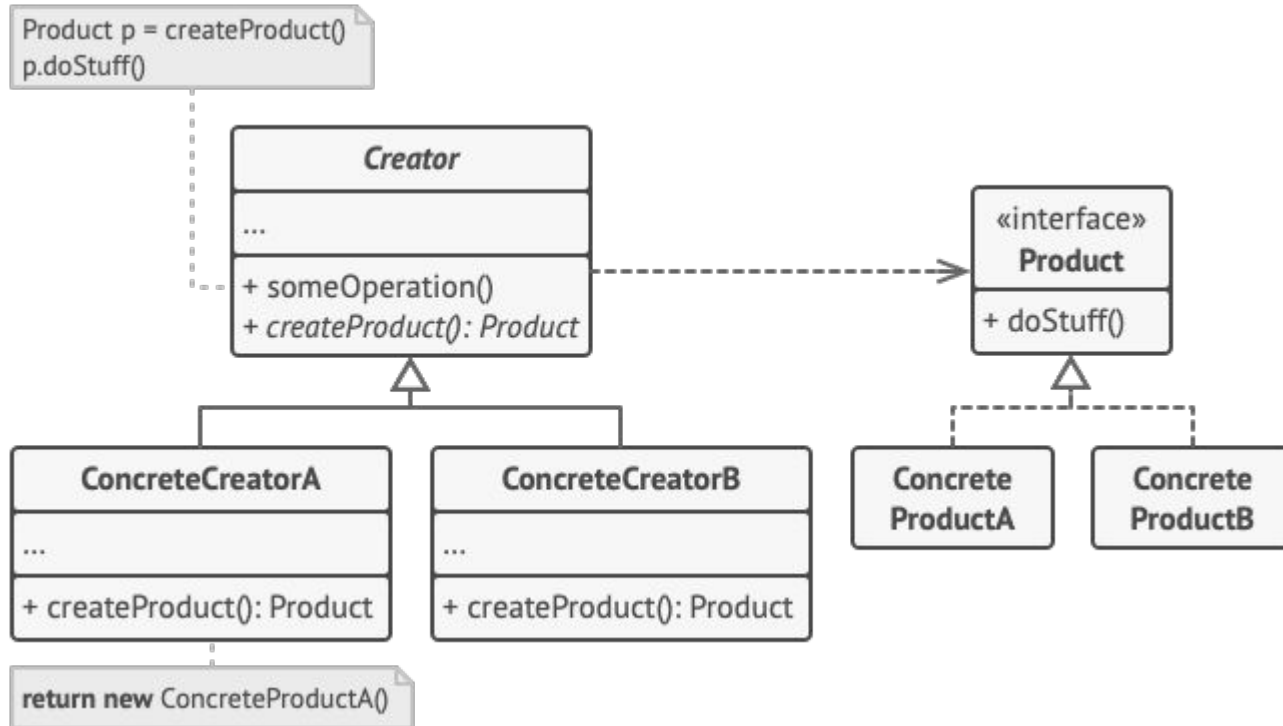 Product p = createProduct()
p.doStuff()
Creator
...
+ someOperation()
+ createProduct(): Product
«interface»
Product
+ doStuff()
ConcreteCreatorA
...
+ createProduct(): Product
ConcreteCreatorB
...
+ createProduct(): Product
Concrete
ProductA
Concrete
ProductB
return new ConcreteProductA()